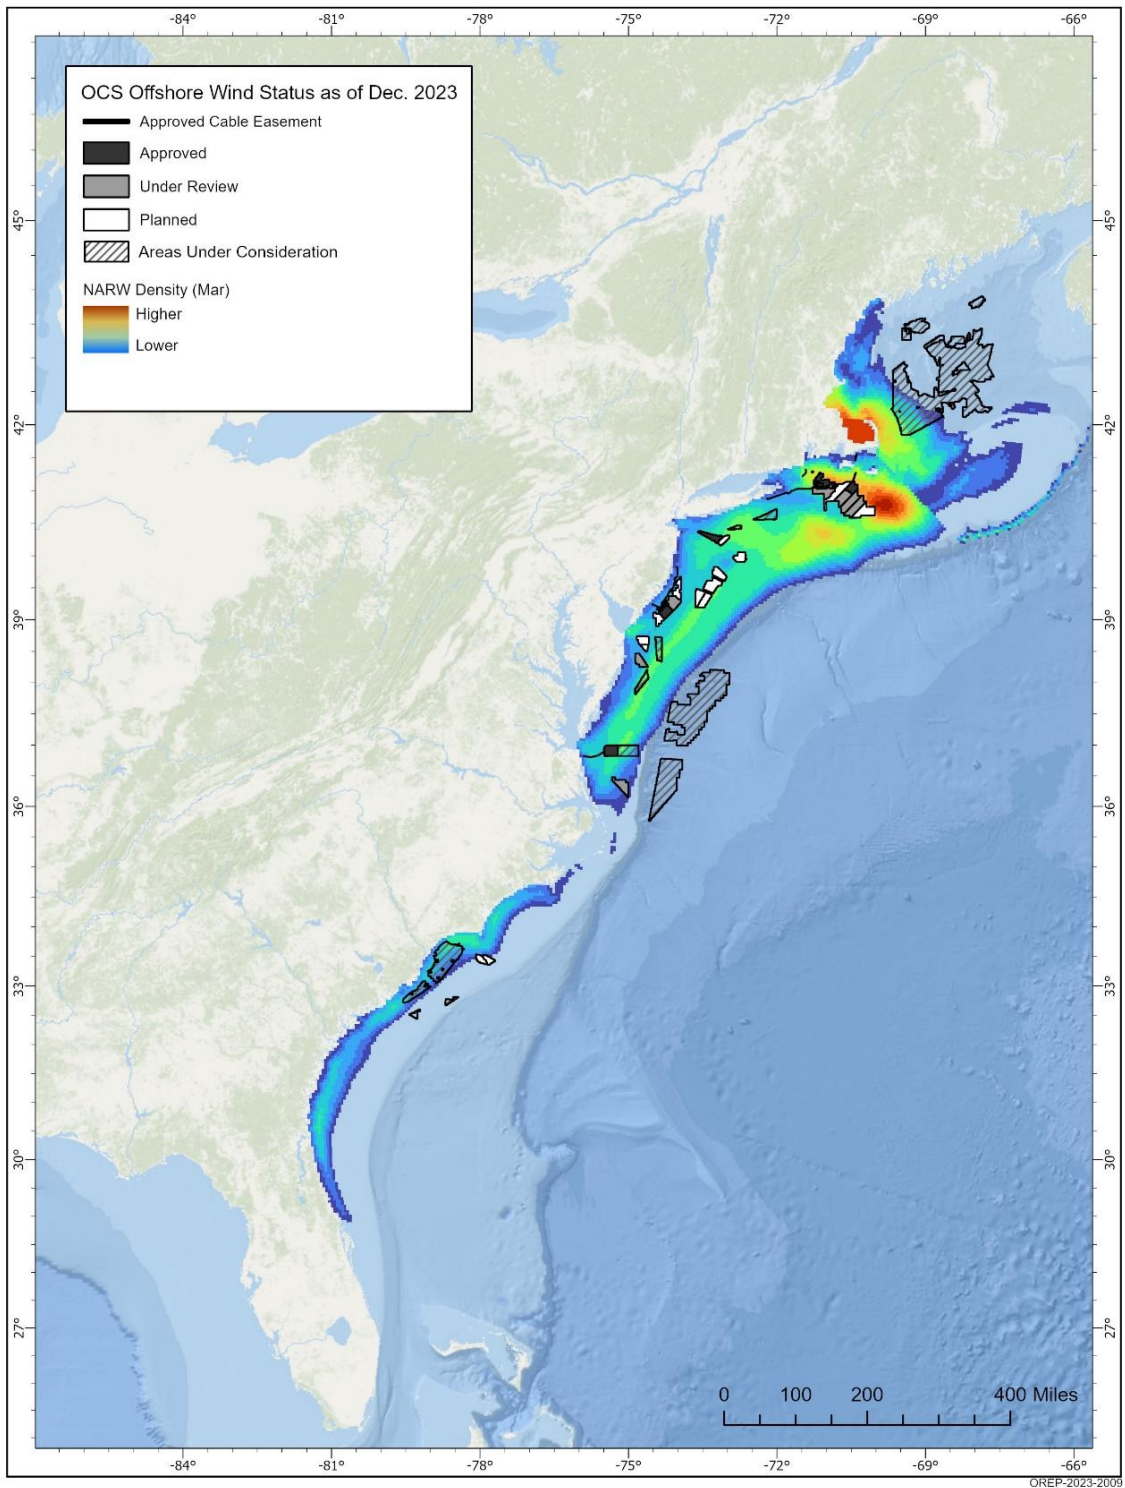 -84° -81° -78° -75° -72° -69° -66°
OCS Offshore Wind Status as of Dec. 2023
Approved Cable Easement
Approved
Under Review
Planned
Areas Under Consideration
NARW Density (Mar)
Higher
Lower
45° 45°
42° 42°
39° 39°
36° 36°
33° 33°
30° 30°
27° 27°
0 100 200 400 Miles
-84° -81° -78° -75° -72° -69° -66°
OREP-2023-2009